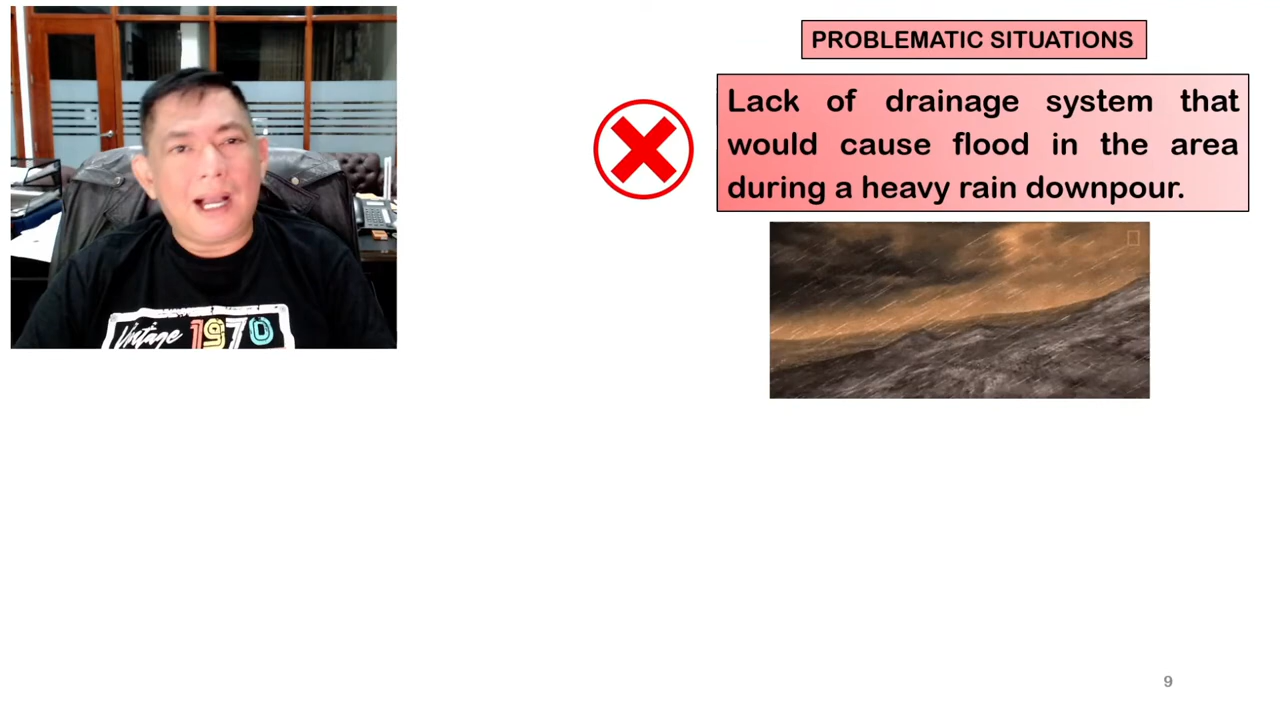 PROBLEMATIC SITUATIONS
Lack of drainage system that
would cause flood in the area
during a heavy rain downpour.
Vintage 1970
9